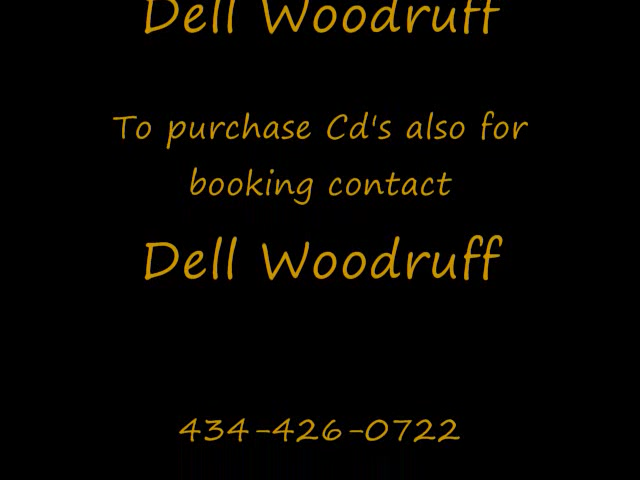 Dell Woodruff
To purchase Cd's also for
booking contact
Dell Woodruff
434-426-0722